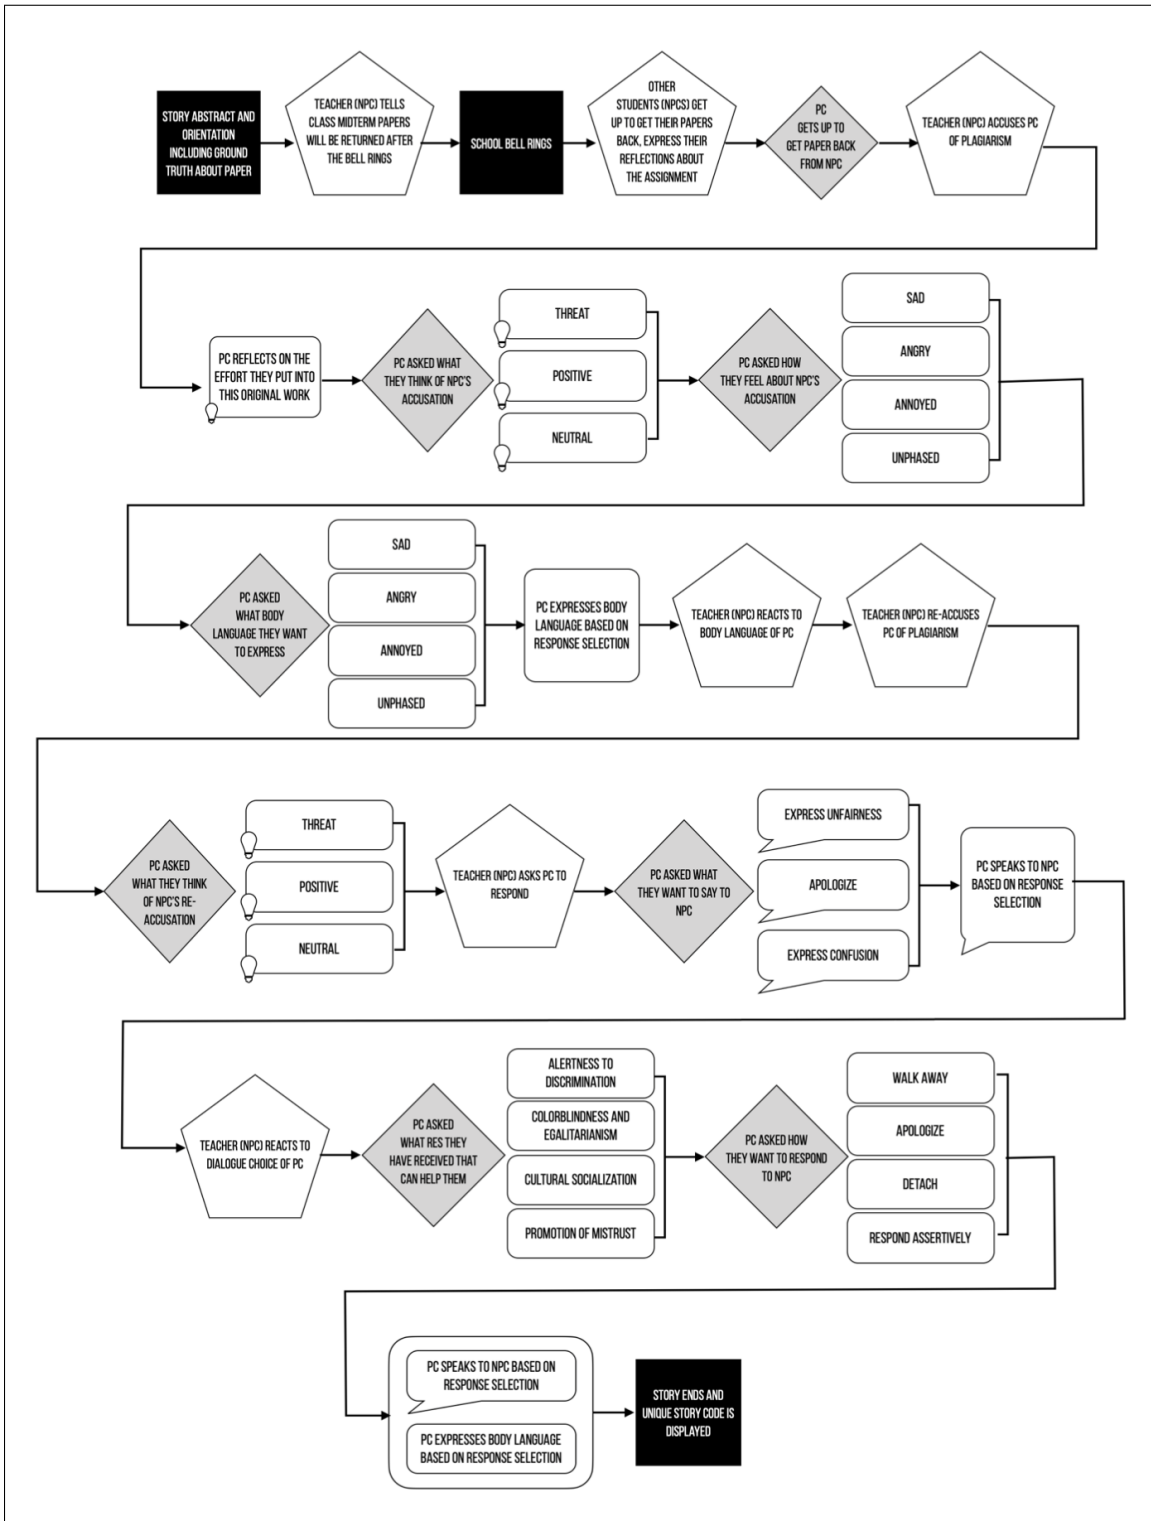 STORY ABSTRACT AND
ORIENTATION
INCLUDING GROUND
TRUTH ABOUT PAPER
TEACHER (NPC) TELLS
CLASS MIDTERM PAPERS
WILL BE RETURNED AFTER
THE BELL RINGS
SCHOOL BELL RINGS
OTHER
STUDENTS (NPCS) GET
UP TO GET THEIR PAPERS
BACK, EXPRESS THEIR
REFLECTIONS ABOUT
THE ASSIGNMENT
PC
GETS UP TO
GET PAPER BACK
FROM NPC
TEACHER (NPC) ACCUSES PC
OF PLAGIARISM
PC REFLECTS ON THE
EFFORT THEY PUT INTO
THIS ORIGINAL WORK
PC ASKED WHAT
THEY THINK OF NPC'S
ACCUSATION
THREAT
POSITIVE
NEUTRAL
PC ASKED HOW
THEY FEEL ABOUT NPC'S
ACCUSATION
SAD
ANGRY
ANNOYED
UNPHASED
PC ASKED
WHAT BODY
LANGUAGE THEY WANT
TO EXPRESS
SAD
ANGRY
ANNOYED
UNPHASED
PC EXPRESSES BODY
LANGUAGE BASED ON
RESPONSE SELECTION
TEACHER (NPC) REACTS TO
BODY LANGUAGE OF PC
TEACHER (NPC) RE-ACCUSES
PC OF PLAGIARISM
PC ASKED
WHAT THEY THINK
OF NPC'S RE-
ACCUSATION
THREAT
POSITIVE
NEUTRAL
TEACHER (NPC) ASKS PC TO
RESPOND
PC ASKED WHAT
THEY WANT TO SAY TO
NPC
EXPRESS UNFAIRNESS
APOLOGIZE
EXPRESS CONFUSION
PC SPEAKS TO NPC
BASED ON RESPONSE
SELECTION
TEACHER (NPC) REACTS TO
DIALOGUE CHOICE OF PC
PC ASKED
WHAT RES THEY
HAVE RECEIVED THAT
CAN HELP THEM
ALERTNESS TO
DISCRIMINATION
COLORBLINDNESS AND
EGALITARIANISM
CULTURAL SOCIALIZATION
PROMOTION OF MISTRUST
PC ASKED HOW
THEY WANT TO RESPOND
TO NPC
WALK AWAY
APOLOGIZE
DETACH
RESPOND ASSERTIVELY
PC SPEAKS TO NPC BASED ON
RESPONSE SELECTION
PC EXPRESSES BODY LANGUAGE
BASED ON RESPONSE SELECTION
STORY ENDS AND
UNIQUE STORY CODE IS
DISPLAYED